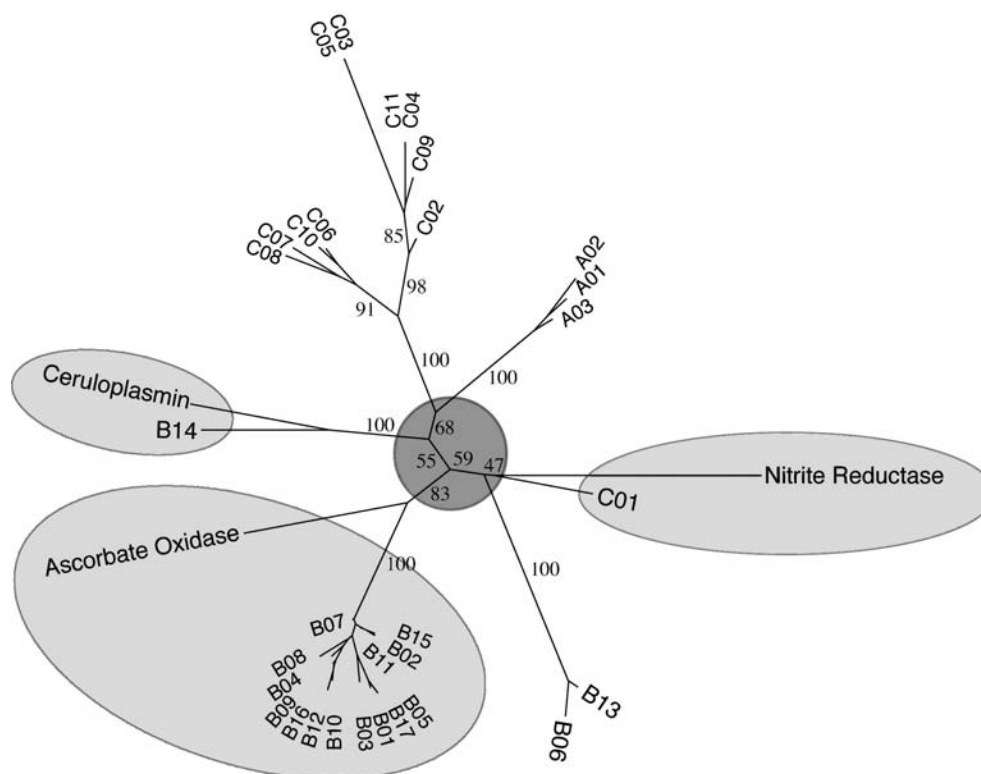 C03
C05
C11
C04
C09
C02
85
C06
C10
C07
C08
98
91
A02
A01
A03
100
100
Ceruloplasmin
B14
100
68
55
59
47
83
Nitrite Reductase
C01
Ascorbate Oxidase
100
100
B07
B15
B02
B11
B08
B04
B09
B16
B12
B10
B03
B01
B17
B05
B13
B06